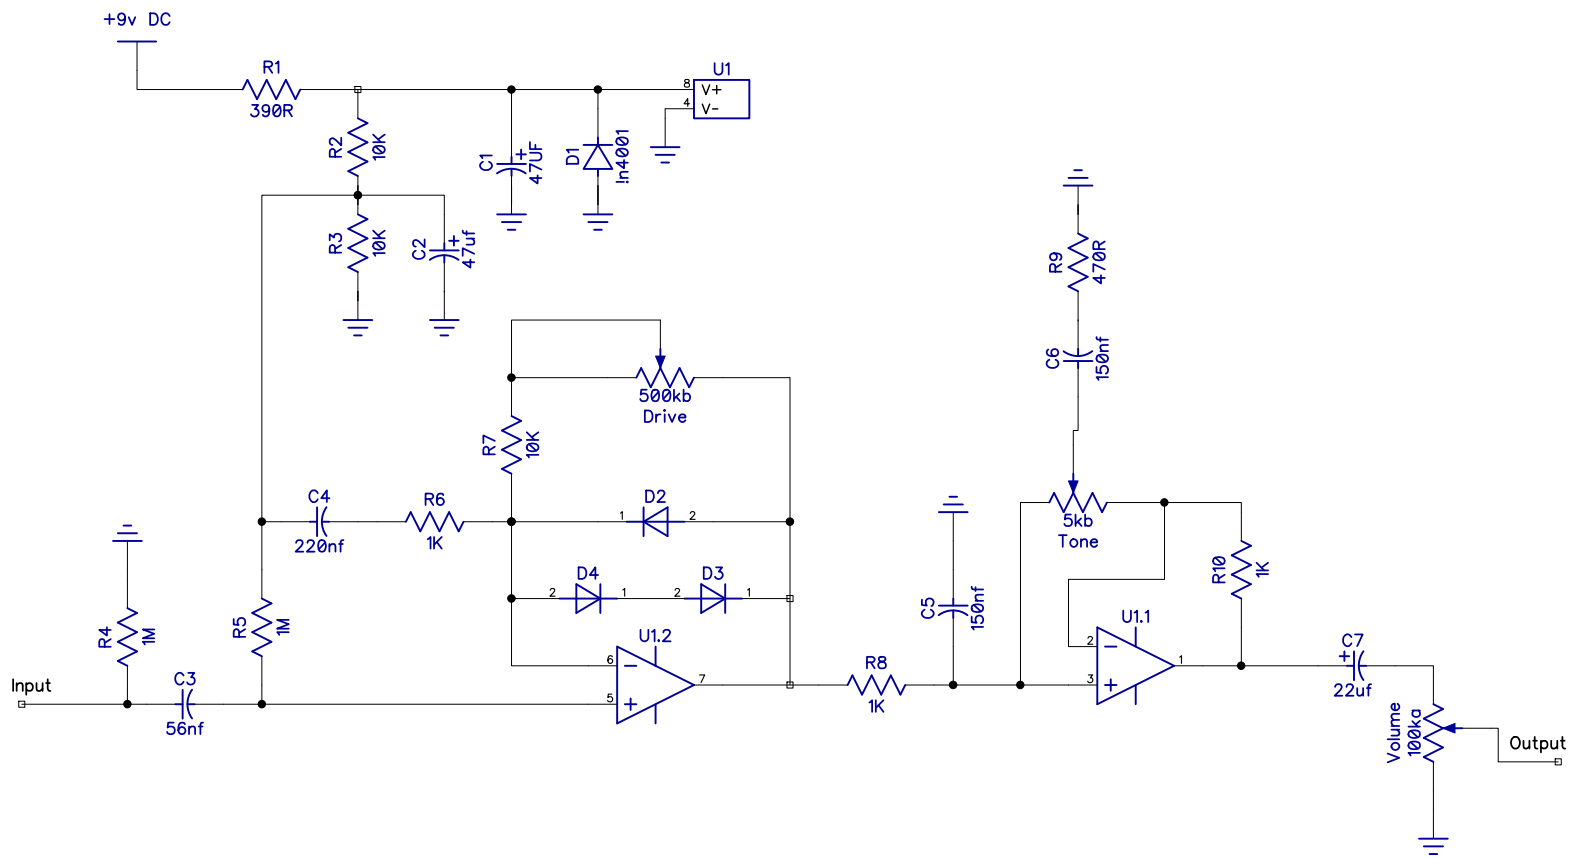 +9v DC
R1
390R
U1
8
V+
4
V-
R2
10K
C1
+
47UF
D1
!n4001
R3
10K
C2
+
47uf
R9
470R
C6
150nf
500kb
Drive
R7
10K
C4
220nf
R6
1K
1
D2
2
5kb
Tone
R10
1K
2
D4
1
2
D3
1
C5
150nf
R4
1M
R5
1M
U1.2
6
-
7
5
+
U1.1
2
-
1
3
+
R8
1K
C7
+
22uf
Input
C3
56nf
Volume
100ka
Output